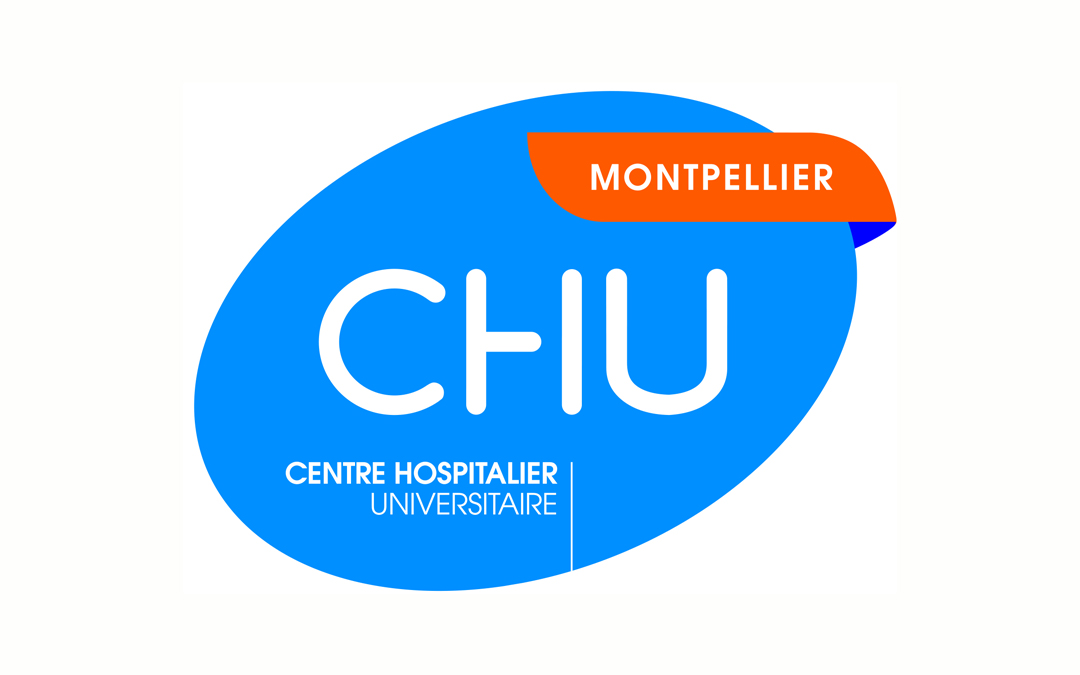 MONTPELLIER
CHU
CENTRE HOSPITALIER
UNIVERSITAIRE